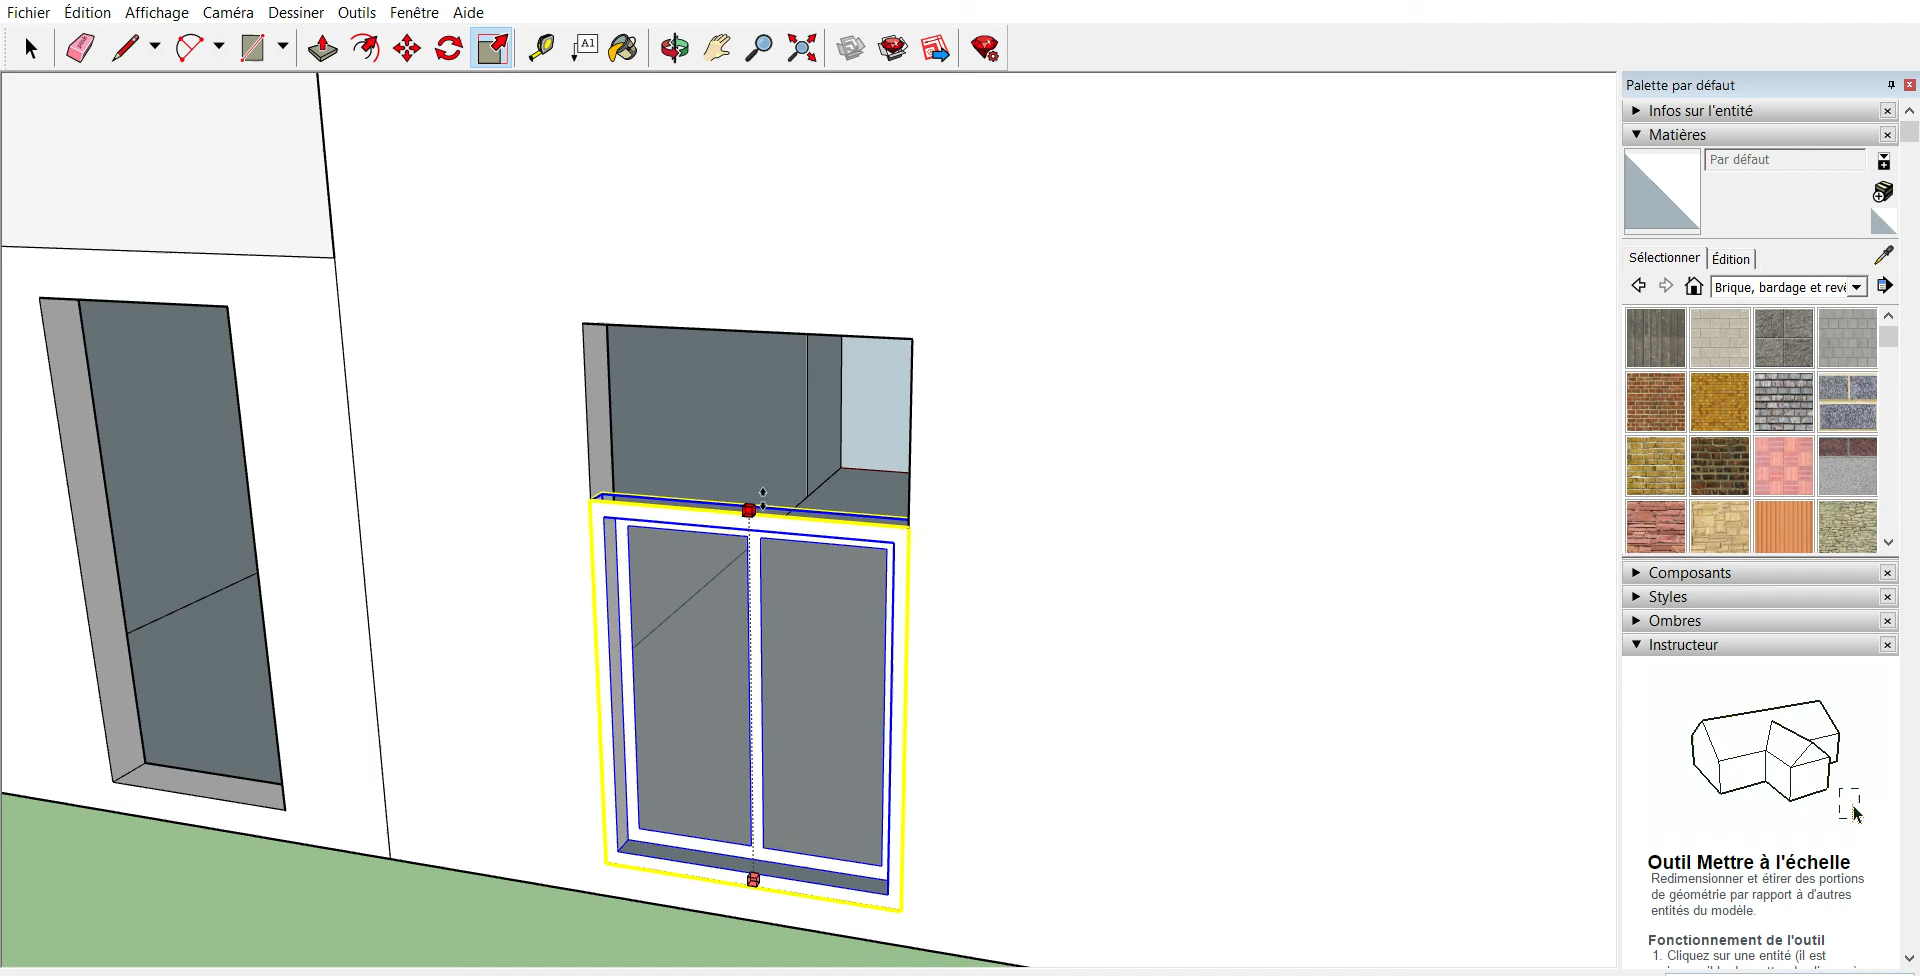 Fichier Édition Affichage Caméra Dessiner Outils Fenêtre Aide
A1
Palette par défaut
Infos sur l'entité
Matières
Par défaut
Sélectionner Édition
Brique, bardage et revê
Composants
Styles
Ombres
Instructeur
Outil Mettre à l'échelle
Redimensionner et étirer des portions
de géométrie par rapport à d'autres
entités du modèle.
Fonctionnement de l'outil
1. Cliquez sur une entité (il est